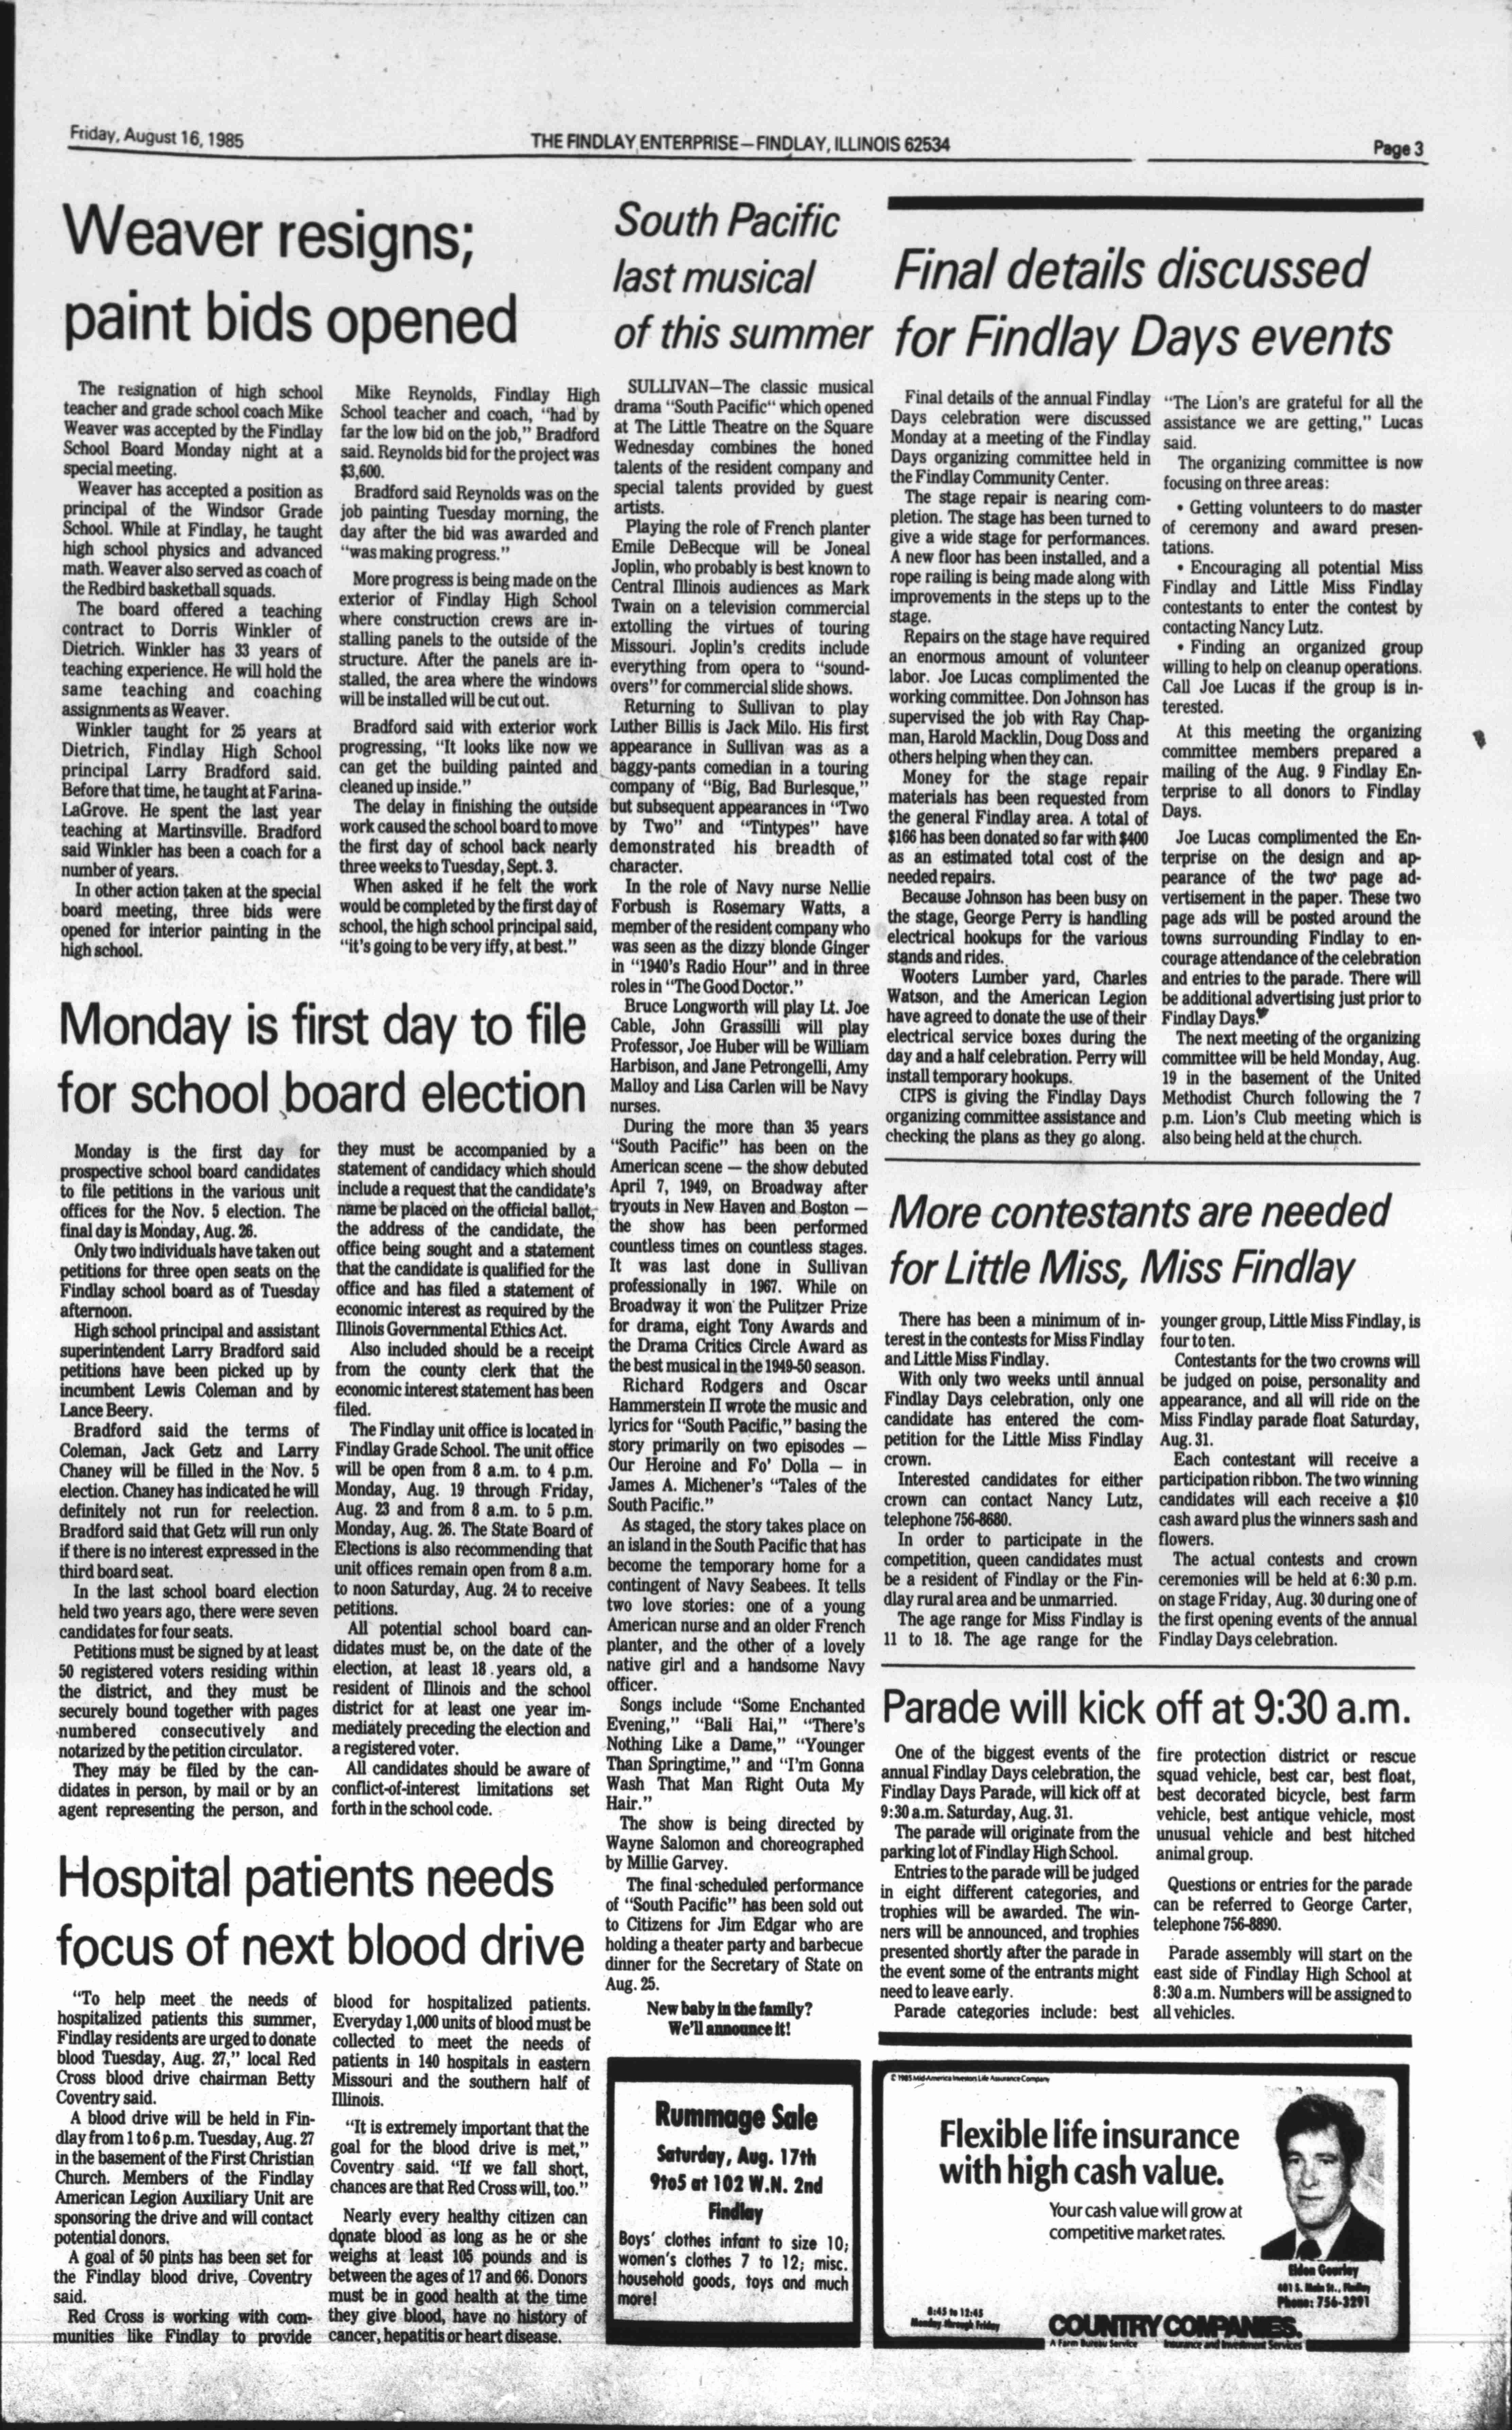 Friday, August 16, 1985
THE FINDLAY ENTERPRISE—FINDLAY, ILLINOIS 62534
Page 3
Weaver resigns;
paint bids opened
The resignation of high school
teacher and grade school coach Mike
Weaver was accepted by the Findlay
School Board Monday night at a
special meeting.
Weaver has accepted a position as
principal of the Windsor Grade
School. While at Findlay, he taught
high school physics and advanced
math. Weaver also served as coach of
the Redbird basketball squads.
The board offered a teaching
contract to Dorris Winkler of
Dietrich. Winkler has 33 years of
teaching experience. He will hold the
same teaching and coaching
assignments as Weaver.
Winkler taught for 25 years at
Dietrich, Findlay High School
principal Larry Bradford said.
Before that time, he taught at Farina-
LaGrove. He spent the last year
teaching at Martinsville. Bradford
said Winkler has been a coach for a
number of years.
In other action taken at the special
board meeting, three bids were
opened for interior painting in the
high school.
Mike Reynolds, Findlay High
School teacher and coach, "had by
far the low bid on the job," Bradford
said. Reynolds bid for the project was
$3,600.
Bradford said Reynolds was on the
job painting Tuesday morning, the
day after the bid was awarded and
"was making progress."
More progress is being made on the
exterior of Findlay High School
where construction crews are in-
stalling panels to the outside of the
structure. After the panels are in-
stalled, the area where the windows
will be installed will be cut out.
Bradford said with exterior work
progressing, "It looks like now we
can get the building painted and
cleaned up inside."
The delay in finishing the outside
work caused the school board to move
the first day of school back nearly
three weeks to Tuesday, Sept. 3.
When asked if he felt the work
would be completed by the first day of
school, the high school principal said,
"it's going to be very iffy, at best."
Monday is first day to file
for school board election
Monday is the first day for
prospective school board candidates
to file petitions in the various unit
offices for the Nov. 5 election. The
final day is Monday, Aug. 26.
Only two individuals have taken out
petitions for three open seats on the
Findlay school board as of Tuesday
afternoon.
High school principal and assistant
superintendent Larry Bradford said
petitions have been picked up by
incumbent Lewis Coleman and by
Lance Beery.
Bradford said the terms of
Coleman, Jack Getz and Larry
Chaney will be filled in the Nov. 5
election. Chaney has indicated he will
definitely not run for reelection.
Bradford said that Getz will run only
if there is no interest expressed in the
third board seat.
In the last school board election
held two years ago, there were seven
candidates for four seats.
Petitions must be signed by at least
50 registered voters residing within
the district, and they must be
securely bound together with pages
numbered consecutively and
notarized by the petition circulator.
They may be filed by the can-
didates in person, by mail or by an
agent representing the person, and
they must be accompanied by a
statement of candidacy which should
include a request that the candidate's
name be placed on the official ballot,
the address of the candidate, the
office being sought and a statement
that the candidate is qualified for the
office and has filed a statement of
economic interest as required by the
Illinois Governmental Ethics Act.
Also included should be a receipt
from the county clerk that the
economic interest statement has been
filed.
The Findlay unit office is located in
Findlay Grade School. The unit office
will be open from 8 a.m. to 4 p.m.
Monday, Aug. 19 through Friday,
Aug. 23 and from 8 a.m. to 5 p.m.
Monday, Aug. 26. The State Board of
Elections is also recommending that
unit offices remain open from 8 a.m.
to noon Saturday, Aug. 24 to receive
petitions.
All potential school board can-
didates must be, on the date of the
election, at least 18 years old, a
resident of Illinois and the school
district for at least one year im-
mediately preceding the election and
a registered voter.
All candidates should be aware of
conflict-of-interest limitations set
forth in the school code.
Hospital patients needs
focus of next blood drive
"To help meet the needs of
hospitalized patients this summer,
Findlay residents are urged to donate
blood Tuesday, Aug. 27," local Red
Cross blood drive chairman Betty
Coventry said.
A blood drive will be held in Fin-
dlay from 1 to 6 p.m. Tuesday, Aug. 27
in the basement of the First Christian
Church. Members of the Findlay
American Legion Auxiliary Unit are
sponsoring the drive and will contact
potential donors.
A goal of 50 pints has been set for
the Findlay blood drive, Coventry
said.
Red Cross is working with com-
munities like Findlay to provide
blood for hospitalized patients.
Everyday 1,000 units of blood must be
collected to meet the needs of
patients in 140 hospitals in eastern
Missouri and the southern half of
Illinois.
"It is extremely important that the
goal for the blood drive is met,"
Coventry said. "If we fall short,
chances are that Red Cross will, too."
Nearly every healthy citizen can
donate blood as long as he or she
weighs at least 105 pounds and is
between the ages of 17 and 66. Donors
must be in good health at the time
they give blood, have no history of
cancer, hepatitis or heart disease.
South Pacific
last musical
of this summer
SULLIVAN—The classic musical
drama "South Pacific" which opened
at The Little Theatre on the Square
Wednesday combines the honed
talents of the resident company and
special talents provided by guest
artists.
Playing the role of French planter
Emile DeBecque will be Joneal
Joplin, who probably is best known to
Central Illinois audiences as Mark
Twain on a television commercial
extolling the virtues of touring
Missouri. Joplin's credits include
everything from opera to "sound-
overs" for commercial slide shows.
Returning to Sullivan to play
Luther Billis is Jack Milo. His first
appearance in Sullivan was as a
baggy-pants comedian in a touring
company of "Big, Bad Burlesque,"
but subsequent appearances in "Two
by Two" and "Tintypes" have
demonstrated his breadth of
character.
In the role of Navy nurse Nellie
Forbush is Rosemary Watts, a
member of the resident company who
was seen as the dizzy blonde Ginger
in "1940's Radio Hour" and in three
roles in "The Good Doctor."
Bruce Longworth will play Lt. Joe
Cable, John Grassilli will play
Professor, Joe Huber will be William
Harbison, and Jane Petrongelli, Amy
Malloy and Lisa Carlen will be Navy
nurses.
During the more than 35 years
"South Pacific" has been on the
American scene — the show debuted
April 7, 1949, on Broadway after
tryouts in New Haven and Boston —
the show has been performed
countless times on countless stages.
It was last done in Sullivan
professionally in 1967. While on
Broadway it won the Pulitzer Prize
for drama, eight Tony Awards and
the Drama Critics Circle Award as
the best musical in the 1949-50 season.
Richard Rodgers and Oscar
Hammerstein II wrote the music and
lyrics for "South Pacific," basing the
story primarily on two episodes —
Our Heroine and Fo' Dolla — in
James A. Michener's "Tales of the
South Pacific."
As staged, the story takes place on
an island in the South Pacific that has
become the temporary home for a
contingent of Navy Seabees. It tells
two love stories: one of a young
American nurse and an older French
planter, and the other of a lovely
native girl and a handsome Navy
officer.
Songs include "Some Enchanted
Evening," "Bali Hai," "There's
Nothing Like a Dame," "Younger
Than Springtime," and "I'm Gonna
Wash That Man Right Outa My
Hair."
The show is being directed by
Wayne Salomon and choreographed
by Millie Garvey.
The final scheduled performance
of "South Pacific" has been sold out
to Citizens for Jim Edgar who are
holding a theater party and barbecue
dinner for the Secretary of State on
Aug. 25.
New baby in the family?
We'll announce it!
Rummage Sale
Saturday, Aug. 17th
9to5 at 102 W.N. 2nd
Findlay
Boys' clothes infant to size 10;
women's clothes 7 to 12; misc.
household goods, toys and much
more!
Final details discussed
for Findlay Days events
Final details of the annual Findlay
Days celebration were discussed
Monday at a meeting of the Findlay
Days organizing committee held in
the Findlay Community Center.
The stage repair is nearing com-
pletion. The stage has been turned to
give a wide stage for performances.
A new floor has been installed, and a
rope railing is being made along with
improvements in the steps up to the
stage.
Repairs on the stage have required
an enormous amount of volunteer
labor. Joe Lucas complimented the
working committee. Don Johnson has
supervised the job with Ray Chap-
man, Harold Macklin, Doug Doss and
others helping when they can.
Money for the stage repair
materials has been requested from
the general Findlay area. A total of
$166 has been donated so far with $400
as an estimated total cost of the
needed repairs.
Because Johnson has been busy on
the stage, George Perry is handling
electrical hookups for the various
stands and rides.
Wooters Lumber yard, Charles
Watson, and the American Legion
have agreed to donate the use of their
electrical service boxes during the
day and a half celebration. Perry will
install temporary hookups.
CIPS is giving the Findlay Days
organizing committee assistance and
checking the plans as they go along.
"The Lion's are grateful for all the
assistance we are getting," Lucas
said.
The organizing committee is now
focusing on three areas:
• Getting volunteers to do master
of ceremony and award presen-
tations.
• Encouraging all potential Miss
Findlay and Little Miss Findlay
contestants to enter the contest by
contacting Nancy Lutz.
• Finding an organized group
willing to help on cleanup operations.
Call Joe Lucas if the group is in-
terested.
At this meeting the organizing
committee members prepared a
mailing of the Aug. 9 Findlay En-
terprise to all donors to Findlay
Days.
Joe Lucas complimented the En-
terprise on the design and ap-
pearance of the two page ad-
vertisement in the paper. These two
page ads will be posted around the
towns surrounding Findlay to en-
courage attendance of the celebration
and entries to the parade. There will
be additional advertising just prior to
Findlay Days.
The next meeting of the organizing
committee will be held Monday, Aug.
19 in the basement of the United
Methodist Church following the 7
p.m. Lion's Club meeting which is
also being held at the church.
More contestants are needed
for Little Miss, Miss Findlay
There has been a minimum of in-
terest in the contests for Miss Findlay
and Little Miss Findlay.
With only two weeks until annual
Findlay Days celebration, only one
candidate has entered the com-
petition for the Little Miss Findlay
crown.
Interested candidates for either
crown can contact Nancy Lutz,
telephone 756-8680.
In order to participate in the
competition, queen candidates must
be a resident of Findlay or the Fin-
dlay rural area and be unmarried.
The age range for Miss Findlay is
11 to 18. The age range for the
younger group, Little Miss Findlay, is
four to ten.
Contestants for the two crowns will
be judged on poise, personality and
appearance, and all will ride on the
Miss Findlay parade float Saturday,
Aug. 31.
Each contestant will receive a
participation ribbon. The two winning
candidates will each receive a $10
cash award plus the winners sash and
flowers.
The actual contests and crown
ceremonies will be held at 6:30 p.m.
on stage Friday, Aug. 30 during one of
the first opening events of the annual
Findlay Days celebration.
Parade will kick off at 9:30 a.m.
One of the biggest events of the
annual Findlay Days celebration, the
Findlay Days Parade, will kick off at
9:30 a.m. Saturday, Aug. 31.
The parade will originate from the
parking lot of Findlay High School.
Entries to the parade will be judged
in eight different categories, and
trophies will be awarded. The win-
ners will be announced, and trophies
presented shortly after the parade in
the event some of the entrants might
need to leave early.
Parade categories include: best
fire protection district or rescue
squad vehicle, best car, best float,
best decorated bicycle, best farm
vehicle, best antique vehicle, most
unusual vehicle and best hitched
animal group.
Questions or entries for the parade
can be referred to George Carter,
telephone 756-8890.
Parade assembly will start on the
east side of Findlay High School at
8:30 a.m. Numbers will be assigned to
all vehicles.
© 1985 Mid-America Investors Life Assurance Company
Flexible life insurance
with high cash value.
Your cash value will grow at
competitive market rates.
Eldon Gourley
401 S. Main St., Findlay
Phone: 756-3291
8:45 to 12:45
Monday through Friday
COUNTRY COMPANIES.
A Farm Bureau Service
Insurance and Investment Services